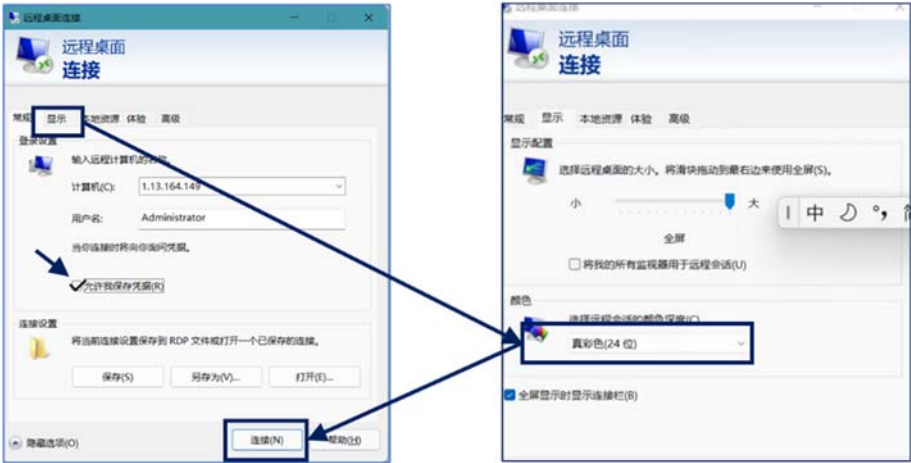 远程桌面连接
远程桌面
连接
常规 显示 本地资源 体验 高级
登录设置
输入远程计算机的名称。
计算机(C): 1.13.164.149
用户名: Administrator
当你连接时将向你询问凭据。
允许我保存凭据(R)
连接设置
将当前连接设置保存到 RDP 文件或打开一个已保存的连接。
保存(S) 另存为(V)... 打开(E)...
隐藏选项(O) 连接(N) 帮助(H)
远程桌面连接
远程桌面
连接
常规 显示 本地资源 体验 高级
显示配置
选择远程桌面的大小。将滑块拖动到最右边来使用全屏(S)。
小 大
全屏
将我的所有监视器用于远程会话(U)
颜色
选择远程会话的颜色深度(C)
真彩色(24 位)
全屏显示时显示连接栏(B)
中 °, 简